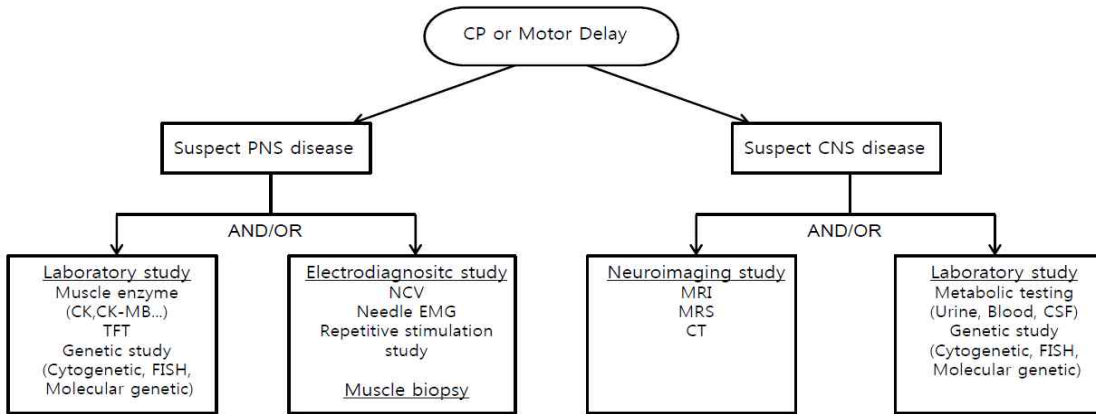 CP or Motor Delay
Suspect PNS disease
Suspect CNS disease
AND/OR
AND/OR
Laboratory study
Muscle enzyme
(CK,CK-MB...)
TFT
Genetic study
(Cytogenetic, FISH,
Molecular genetic)
Electrodiagnositc study
NCV
Needle EMG
Repetitive stimulation
study
Muscle biopsy
Neuroimaging study
MRI
MRS
CT
Laboratory study
Metabolic testing
(Urine, Blood, CSF)
Genetic study
(Cytogenetic, FISH,
Molecular genetic)